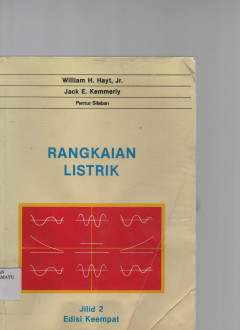 William H. Hayt, Jr.
Jack E. Kemmerly
Pantur Silaban
RANGKAIAN
LISTRIK
Jilid 2
Edisi Keempat